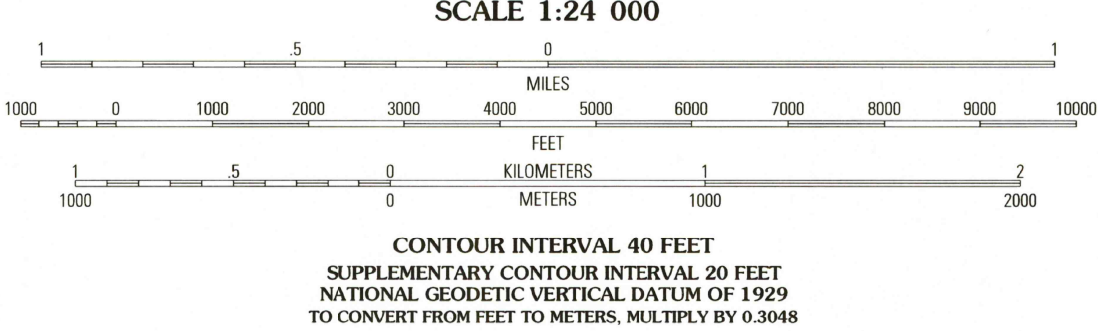 SCALE 1:24 000
1 .5 0 1
MILES
1000 0 1000 2000 3000 4000 5000 6000 7000 8000 9000 10000
FEET
1 .5 0 KILOMETERS 1 2
1000 0 METERS 1000 2000
CONTOUR INTERVAL 40 FEET
SUPPLEMENTARY CONTOUR INTERVAL 20 FEET
NATIONAL GEODETIC VERTICAL DATUM OF 1929
TO CONVERT FROM FEET TO METERS, MULTIPLY BY 0.3048